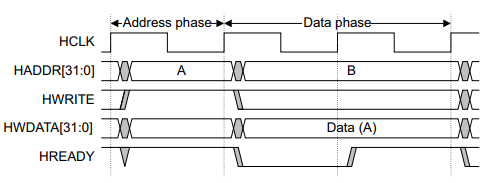 Address phase Data phase
HCLK
HADDR[31:0] A B
HWRITE
HWDATA[31:0] Data (A)
HREADY